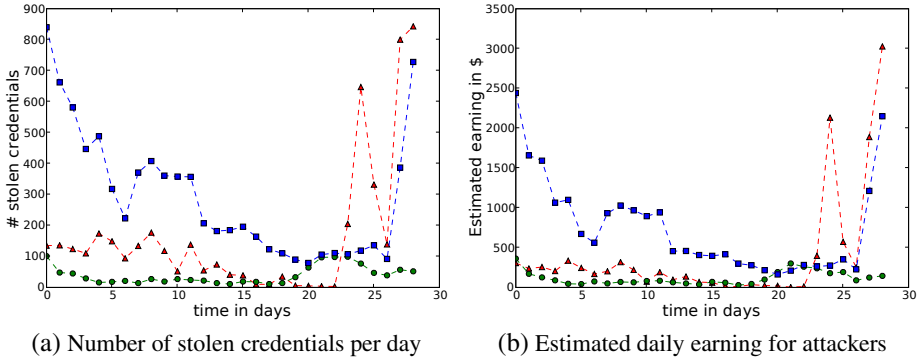 900
800
700
600
500
400
300
200
100
0
0 5 10 15 20 25 30
# stolen credentials
time in days
(a) Number of stolen credentials per day
3500
3000
2500
2000
1500
1000
500
0
0 5 10 15 20 25 30
Estimated earning in $
time in days
(b) Estimated daily earning for attackers